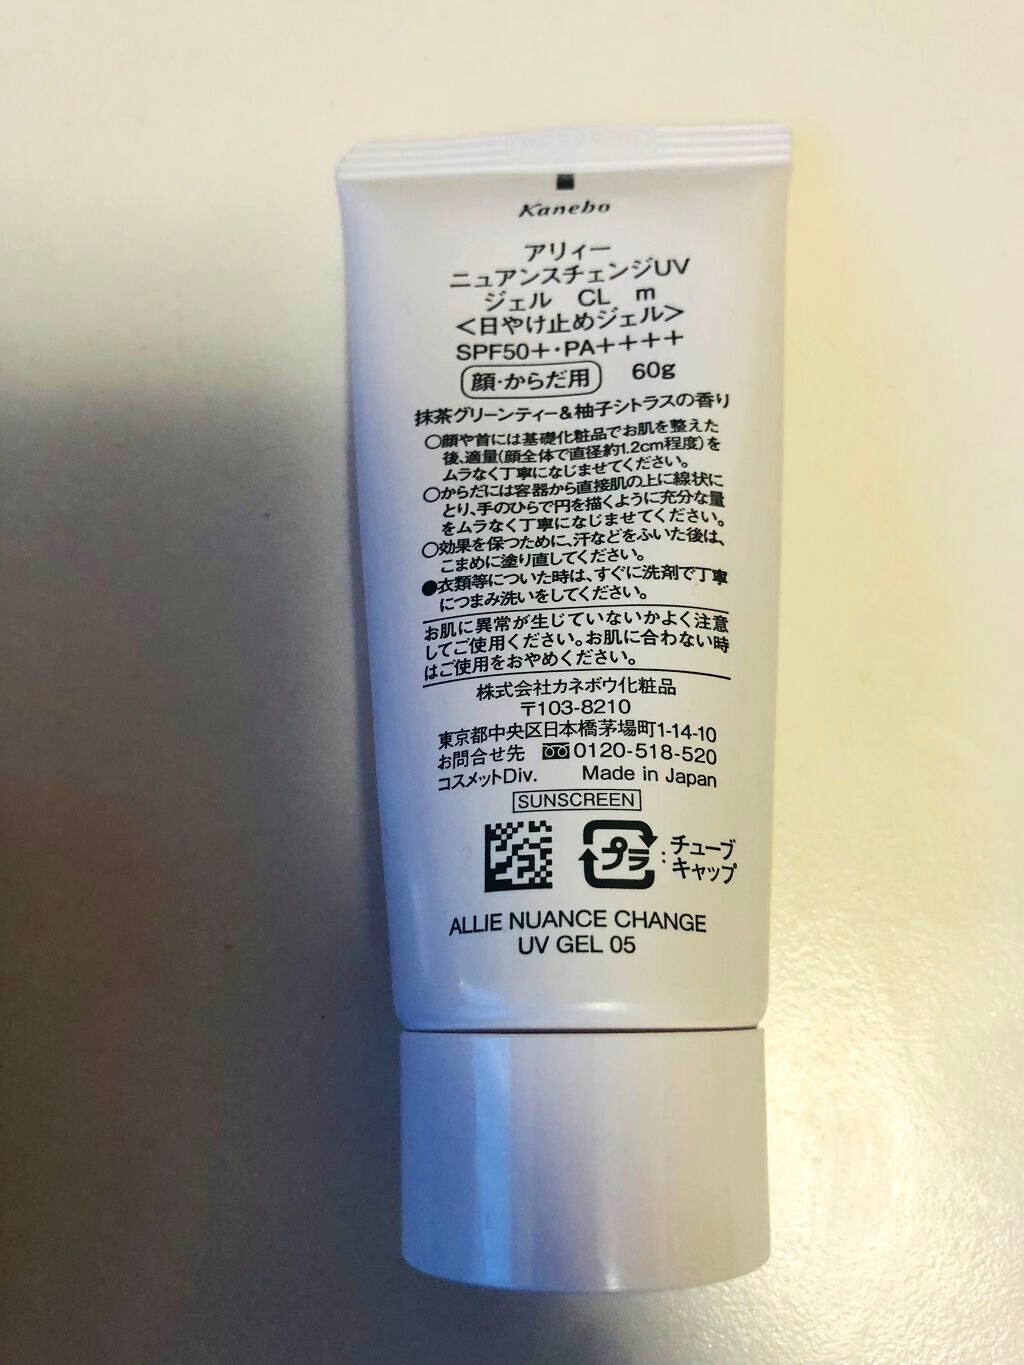 Kanebo
アリィー
ニュアンスチェンジUV
ジェル CL m
<日やけ止めジェル>
SPF50+・PA++++
顔・からだ用 60g
抹茶グリーンティー&柚子シトラスの香り
○顔や首には基礎化粧品でお肌を整えた
後、適量(顔全体で直径約1.2cm程度)を
ムラなく丁寧になじませてください。
○からだには容器から直接肌の上に線状に
とり、手のひらで円を描くように充分な量
をムラなく丁寧になじませてください。
○効果を保つために、汗などをふいた後は、
こまめに塗り直してください。
●衣類等についた時は、すぐに洗剤で丁寧
につまみ洗いをしてください。
お肌に異常が生じていないかよく注意
してご使用ください。お肌に合わない時
はご使用をおやめください。
株式会社カネボウ化粧品
〒103-8210
東京都中央区日本橋茅場町1-14-10
お問合せ先 0120-518-520
コスメットDiv. Made in Japan
SUNSCREEN
プラ : チューブ
キャップ
ALLIE NUANCE CHANGE
UV GEL 05